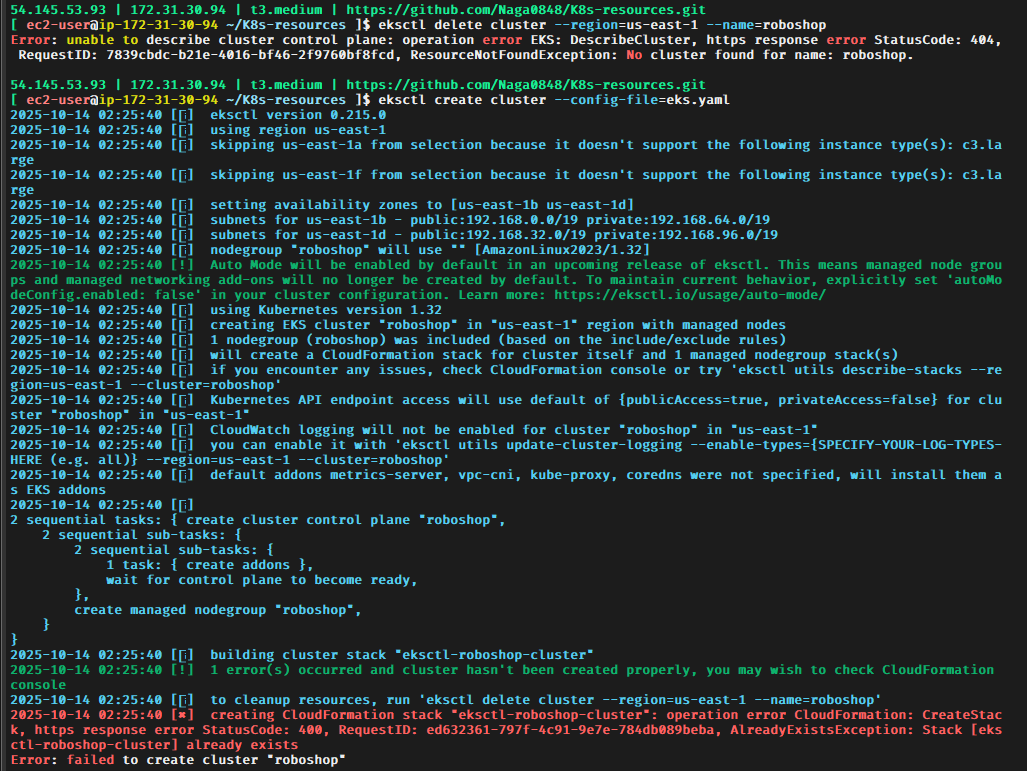 54.145.53.93 | 172.31.30.94 | t3.medium | https://github.com/Naga0848/K8s-resources.git
[ ec2-user@ip-172-31-30-94 ~/K8s-resources ]$ eksctl delete cluster --region=us-east-1 --name=roboshop
Error: unable to describe cluster control plane: operation error EKS: DescribeCluster, https response error StatusCode: 404,
 RequestID: 7839cbdc-b21e-4016-bf46-2f9760bf8fcd, ResourceNotFoundException: No cluster found for name: roboshop.
54.145.53.93 | 172.31.30.94 | t3.medium | https://github.com/Naga0848/K8s-resources.git
[ ec2-user@ip-172-31-30-94 ~/K8s-resources ]$ eksctl create cluster --config-file=eks.yaml
2025-10-14 02:25:40 [ℹ]  eksctl version 0.215.0
2025-10-14 02:25:40 [ℹ]  using region us-east-1
2025-10-14 02:25:40 [ℹ]  skipping us-east-1a from selection because it doesn't support the following instance type(s): c3.la
rge
2025-10-14 02:25:40 [ℹ]  skipping us-east-1f from selection because it doesn't support the following instance type(s): c3.la
rge
2025-10-14 02:25:40 [ℹ]  setting availability zones to [us-east-1b us-east-1d]
2025-10-14 02:25:40 [ℹ]  subnets for us-east-1b - public:192.168.0.0/19 private:192.168.64.0/19
2025-10-14 02:25:40 [ℹ]  subnets for us-east-1d - public:192.168.32.0/19 private:192.168.96.0/19
2025-10-14 02:25:40 [ℹ]  nodegroup "roboshop" will use "" [AmazonLinux2023/1.32]
2025-10-14 02:25:40 [!]  Auto Mode will be enabled by default in an upcoming release of eksctl. This means managed node grou
ps and managed networking add-ons will no longer be created by default. To maintain current behavior, explicitly set 'autoMo
deConfig.enabled: false' in your cluster configuration. Learn more: https://eksctl.io/usage/auto-mode/
2025-10-14 02:25:40 [ℹ]  using Kubernetes version 1.32
2025-10-14 02:25:40 [ℹ]  creating EKS cluster "roboshop" in "us-east-1" region with managed nodes
2025-10-14 02:25:40 [ℹ]  1 nodegroup (roboshop) was included (based on the include/exclude rules)
2025-10-14 02:25:40 [ℹ]  will create a CloudFormation stack for cluster itself and 1 managed nodegroup stack(s)
2025-10-14 02:25:40 [ℹ]  if you encounter any issues, check CloudFormation console or try 'eksctl utils describe-stacks --re
gion=us-east-1 --cluster=roboshop'
2025-10-14 02:25:40 [ℹ]  Kubernetes API endpoint access will use default of {publicAccess=true, privateAccess=false} for clu
ster "roboshop" in "us-east-1"
2025-10-14 02:25:40 [ℹ]  CloudWatch logging will not be enabled for cluster "roboshop" in "us-east-1"
2025-10-14 02:25:40 [ℹ]  you can enable it with 'eksctl utils update-cluster-logging --enable-types={SPECIFY-YOUR-LOG-TYPES-
HERE (e.g. all)} --region=us-east-1 --cluster=roboshop'
2025-10-14 02:25:40 [ℹ]  default addons metrics-server, vpc-cni, kube-proxy, coredns were not specified, will install them a
s EKS addons
2025-10-14 02:25:40 [ℹ]
2 sequential tasks: { create cluster control plane "roboshop",
    2 sequential sub-tasks: {
        2 sequential sub-tasks: {
            1 task: { create addons },
            wait for control plane to become ready,
        },
        create managed nodegroup "roboshop",
    }
}
2025-10-14 02:25:40 [ℹ]  building cluster stack "eksctl-roboshop-cluster"
2025-10-14 02:25:40 [!]  1 error(s) occurred and cluster hasn't been created properly, you may wish to check CloudFormation
console
2025-10-14 02:25:40 [ℹ]  to cleanup resources, run 'eksctl delete cluster --region=us-east-1 --name=roboshop'
2025-10-14 02:25:40 [✖]  creating CloudFormation stack "eksctl-roboshop-cluster": operation error CloudFormation: CreateStac
k, https response error StatusCode: 400, RequestID: ed632361-797f-4c91-9e7e-784db089beba, AlreadyExistsException: Stack [eks
ctl-roboshop-cluster] already exists
Error: failed to create cluster "roboshop"